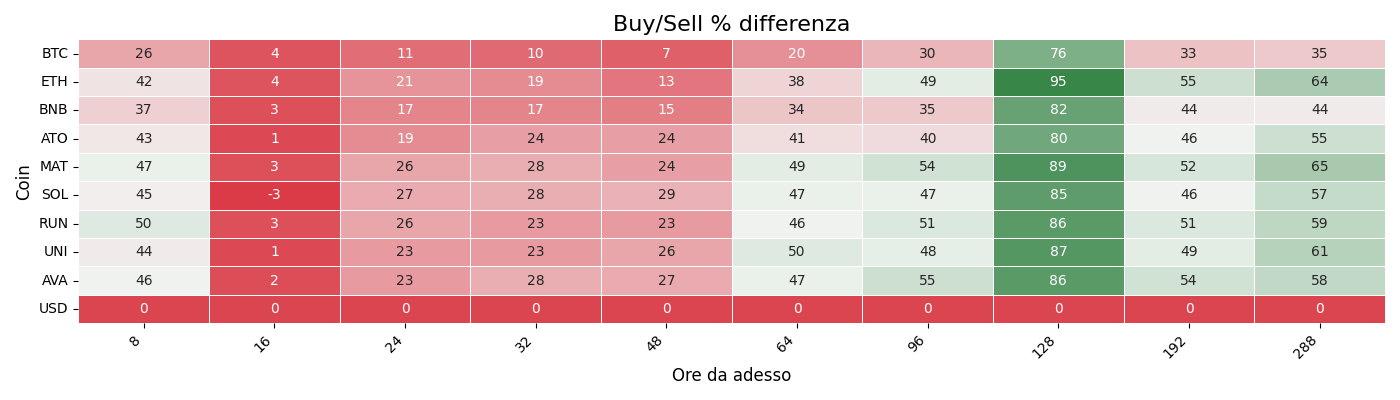 Buy/Sell % differenza
Coin
BTC 26 4 11 10 7 20 30 76 33 35
ETH 42 4 21 19 13 38 49 95 55 64
BNB 37 3 17 17 15 34 35 82 44 44
ATO 43 1 19 24 24 41 40 80 46 55
MAT 47 3 26 28 24 49 54 89 52 65
SOL 45 -3 27 28 29 47 47 85 46 57
RUN 50 3 26 23 23 46 51 86 51 59
UNI 44 1 23 23 26 50 48 87 49 61
AVA 46 2 23 28 27 47 55 86 54 58
USD 0 0 0 0 0 0 0 0 0 0
8 16 24 32 48 64 96 128 192 288
Ore da adesso